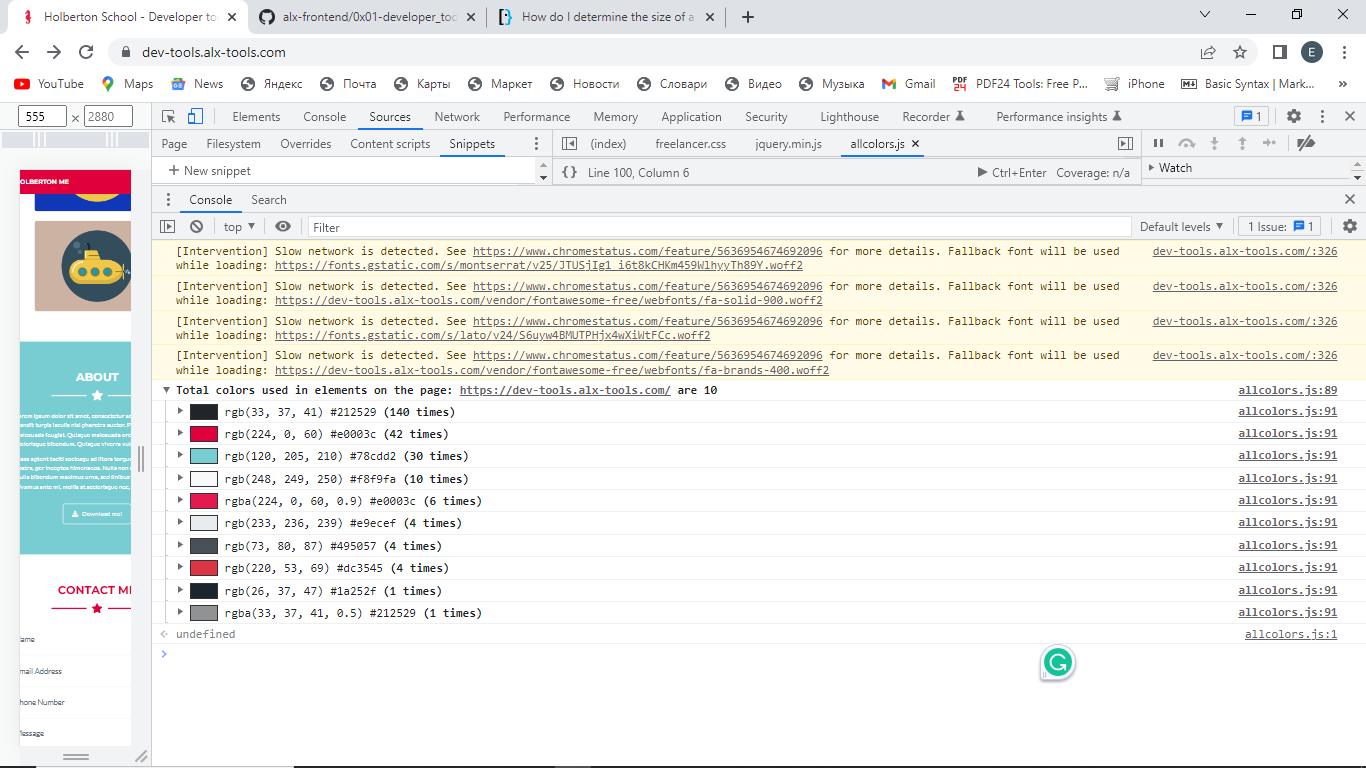 Holberton School - Developer to
alx-frontend/0x01-developer_too
How do I determine the size of a
dev-tools.alx-tools.com
E
YouTube Maps News Яндекс Почта Карты Маркет Новости Словари Видео Музыка Gmail PDF24 Tools: Free P... iPhone Basic Syntax | Mark... »
555 × 2880
Elements Console Sources Network Performance Memory Application Security Lighthouse Recorder Performance insights 1
Page Filesystem Overrides Content scripts Snippets (index) freelancer.css jquery.min.js allcolors.js
+ New snippet {} Line 100, Column 6 Ctrl+Enter Coverage: n/a Watch
Console Search
top Filter Default levels 1 Issue: 1
[Intervention] Slow network is detected. See https://www.chromestatus.com/feature/5636954674692096 for more details. Fallback font will be used dev-tools.alx-tools.com/:326
while loading: https://fonts.gstatic.com/s/montserrat/v25/JTUSjIg1_i6t8kCHKm459WlhyyTh89Y.woff2
[Intervention] Slow network is detected. See https://www.chromestatus.com/feature/5636954674692096 for more details. Fallback font will be used dev-tools.alx-tools.com/:326
while loading: https://dev-tools.alx-tools.com/vendor/fontawesome-free/webfonts/fa-solid-900.woff2
[Intervention] Slow network is detected. See https://www.chromestatus.com/feature/5636954674692096 for more details. Fallback font will be used dev-tools.alx-tools.com/:326
while loading: https://fonts.gstatic.com/s/lato/v24/S6uyw4BMUTPHjx4wXiWtFCc.woff2
[Intervention] Slow network is detected. See https://www.chromestatus.com/feature/5636954674692096 for more details. Fallback font will be used dev-tools.alx-tools.com/:326
while loading: https://dev-tools.alx-tools.com/vendor/fontawesome-free/webfonts/fa-brands-400.woff2
Total colors used in elements on the page: https://dev-tools.alx-tools.com/ are 10 allcolors.js:89
rgb(33, 37, 41) #212529 (140 times) allcolors.js:91
rgb(224, 0, 60) #e0003c (42 times) allcolors.js:91
rgb(120, 205, 210) #78cdd2 (30 times) allcolors.js:91
rgb(248, 249, 250) #f8f9fa (10 times) allcolors.js:91
rgba(224, 0, 60, 0.9) #e0003c (6 times) allcolors.js:91
rgb(233, 236, 239) #e9ecef (4 times) allcolors.js:91
rgb(73, 80, 87) #495057 (4 times) allcolors.js:91
rgb(220, 53, 69) #dc3545 (4 times) allcolors.js:91
rgb(26, 37, 47) #1a252f (1 times) allcolors.js:91
rgba(33, 37, 41, 0.5) #212529 (1 times) allcolors.js:91
undefined allcolors.js:1
OLBERTON ME
ABOUT
Download me!
CONTACT ME
ame
mail Address
hone Number
Message